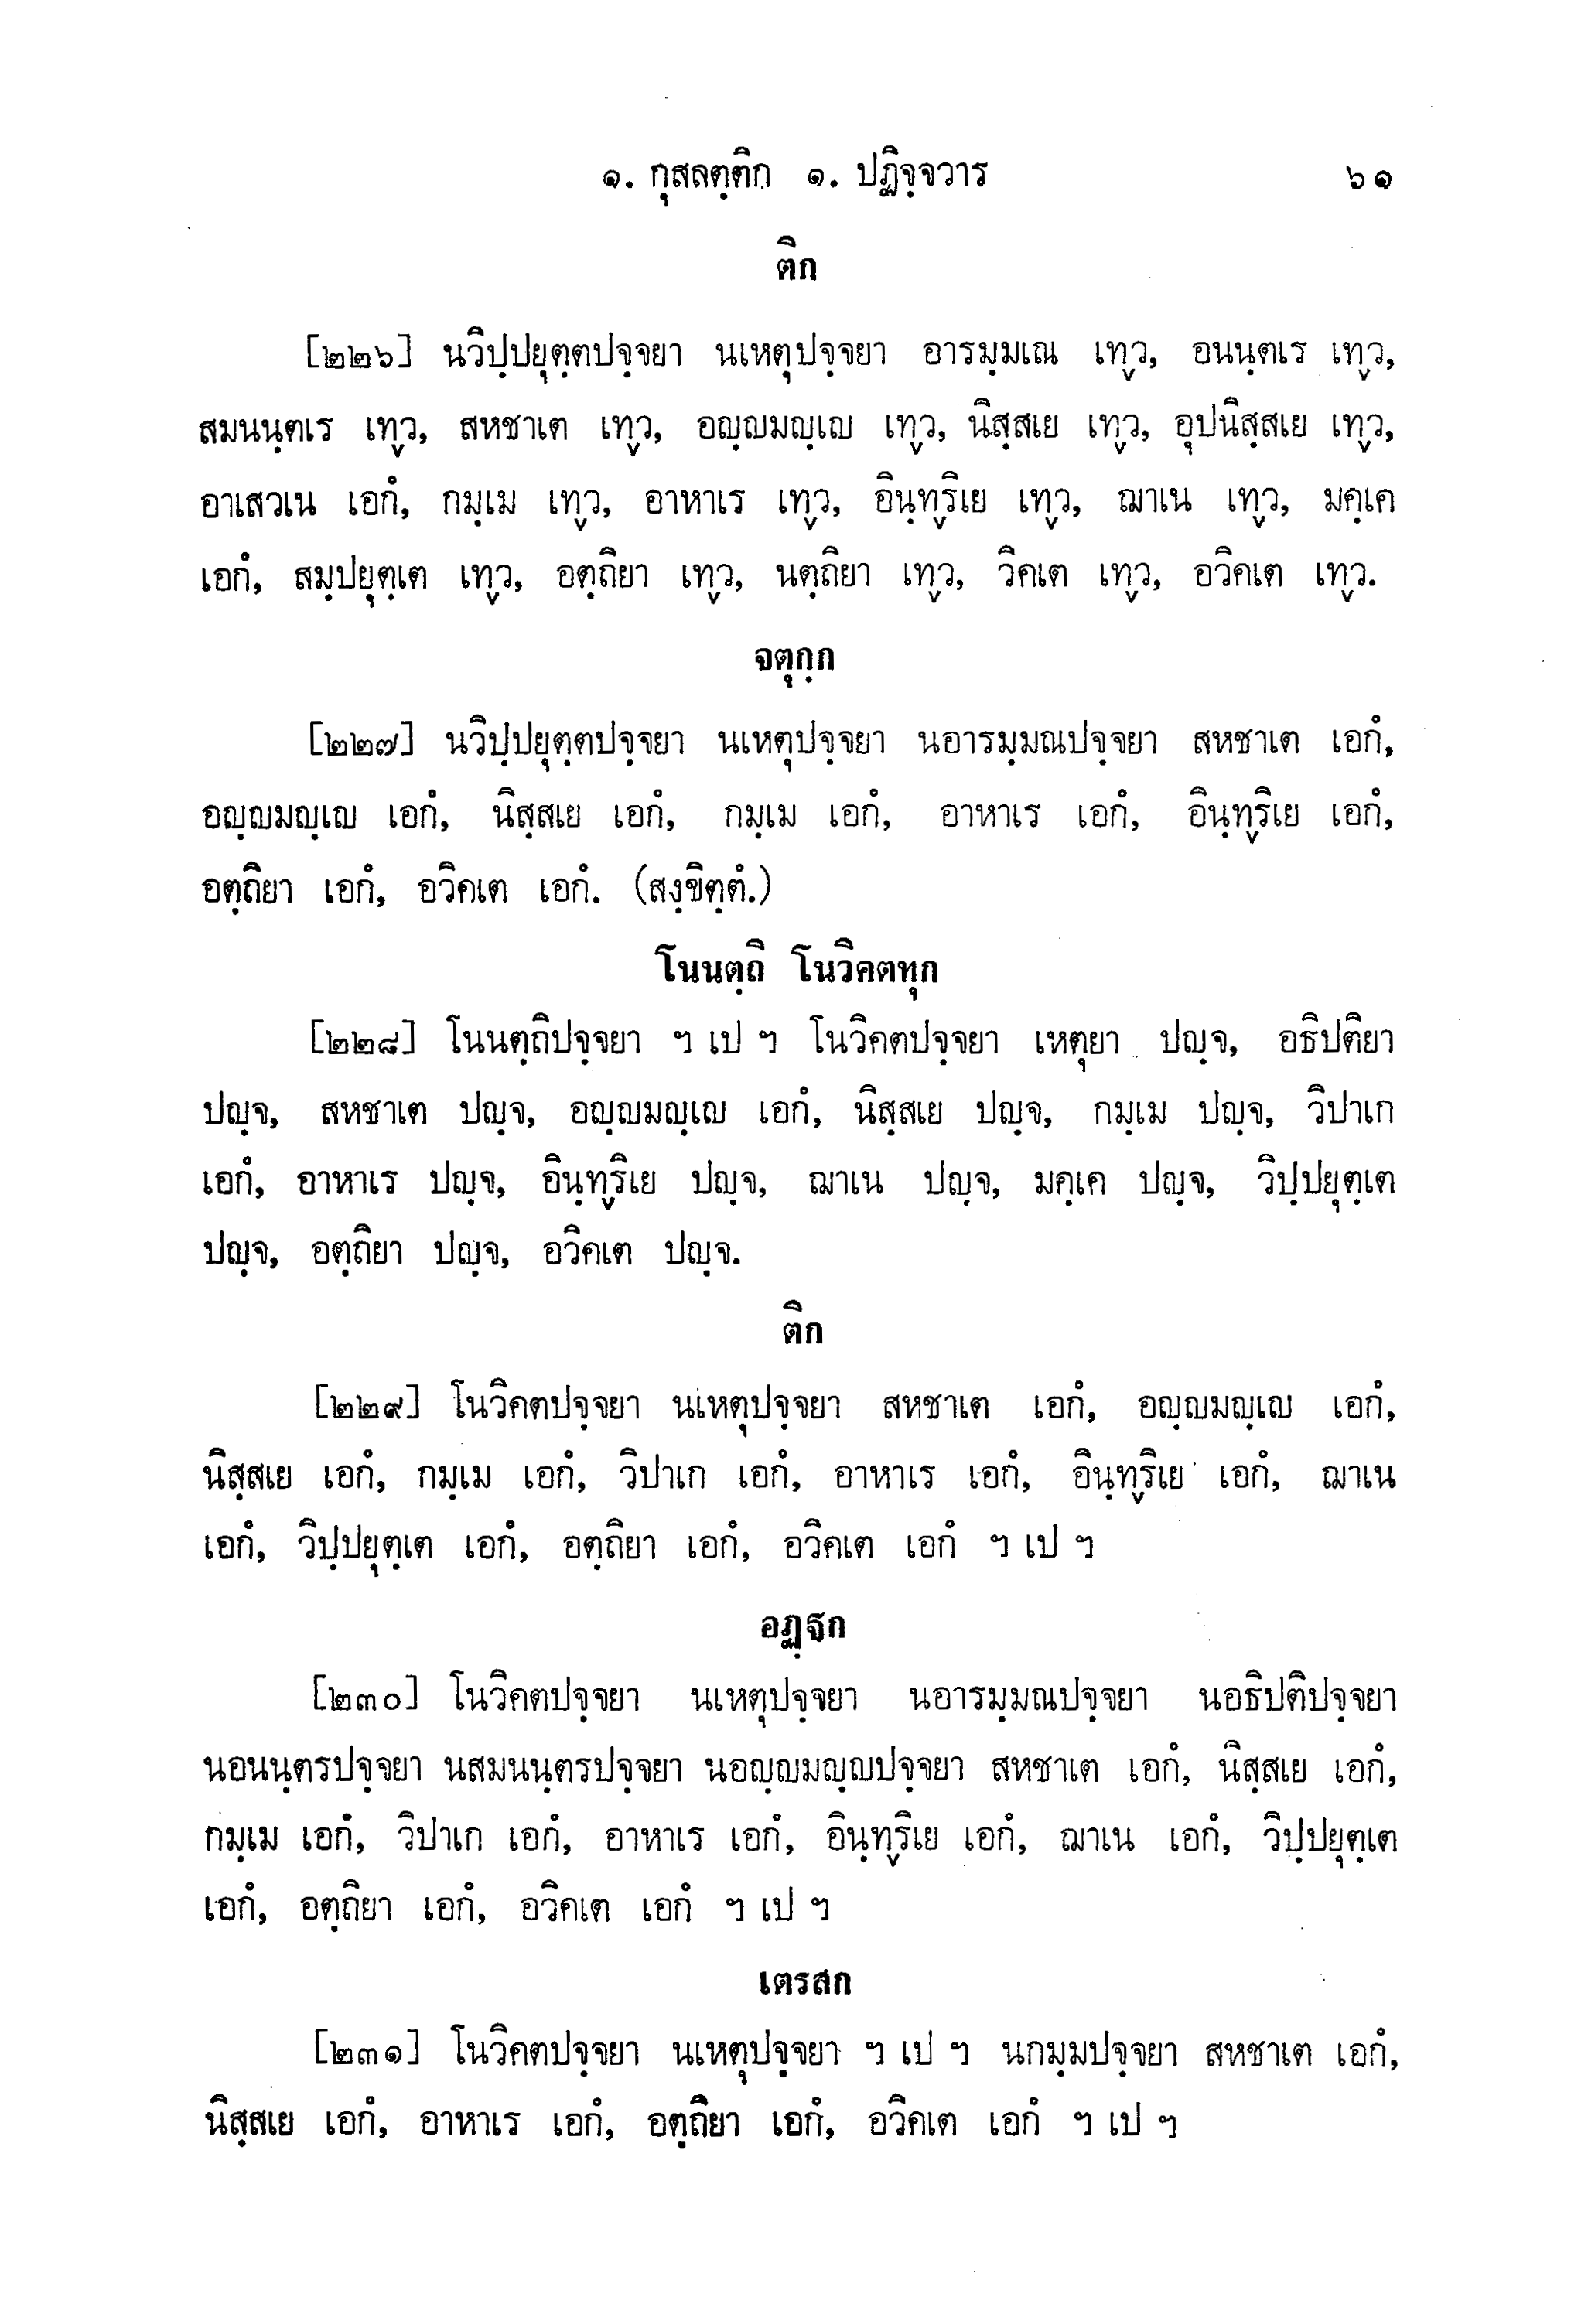 ๑. กุสลตฺติก ๑. ปฏิจฺจวาร ๖๑
ติก
[๒๒๖] นวิปฺปยุตฺตปจฺจยา นเหตุปจฺจยา อารมฺมเณ เทฺว, อนนฺตเร เทฺว,
สมนนฺตเร เทฺว, สหชาเต เทฺว, อญฺญมญฺเญ เทฺว, นิสฺสเย เทฺว, อุปนิสฺสเย เทฺว,
อาเสวเน เอกํ, กมฺเม เทฺว, อาหาเร เทฺว, อินฺทฺริเย เทฺว, ฌาเน เทฺว, มคฺเค
เอกํ, สมฺปยุตฺเต เทฺว, อตฺถิยา เทฺว, นตฺถิยา เทฺว, วิคเต เทฺว, อวิคเต เทฺว.
จตุกฺก
[๒๒๗] นวิปฺปยุตฺตปจฺจยา นเหตุปจฺจยา นอารมฺมณปจฺจยา สหชาเต เอกํ,
อญฺญมญฺเญ เอกํ, นิสฺสเย เอกํ, กมฺเม เอกํ, อาหาเร เอกํ, อินฺทฺริเย เอกํ,
อตฺถิยา เอกํ, อวิคเต เอกํ. (สงฺขิตฺตํ.)
โนนตฺถิ โนวิคตทุก
[๒๒๘] โนนตฺถิปจฺจยา ฯ เป ฯ โนวิคตปจฺจยา เหตุยา ปญฺจ, อธิปติยา
ปญฺจ, สหชาเต ปญฺจ, อญฺญมญฺเญ เอกํ, นิสฺสเย ปญฺจ, กมฺเม ปญฺจ, วิปาเก
เอกํ, อาหาเร ปญฺจ, อินฺทฺริเย ปญฺจ, ฌาเน ปญฺจ, มคฺเค ปญฺจ, วิปฺปยุตฺเต
ปญฺจ, อตฺถิยา ปญฺจ, อวิคเต ปญฺจ.
ติก
[๒๒๙] โนวิคตปจฺจยา นเหตุปจฺจยา สหชาเต เอกํ, อญฺญมญฺเญ เอกํ,
นิสฺสเย เอกํ, กมฺเม เอกํ, วิปาเก เอกํ, อาหาเร เอกํ, อินฺทฺริเย เอกํ, ฌาเน
เอกํ, วิปฺปยุตฺเต เอกํ, อตฺถิยา เอกํ, อวิคเต เอกํ ฯ เป ฯ
อฏฺฐก
[๒๓๐] โนวิคตปจฺจยา นเหตุปจฺจยา นอารมฺมณปจฺจยา นอธิปติปจฺจยา
นอนนฺตรปจฺจยา นสมนนฺตรปจฺจยา นอญฺญมญฺญปจฺจยา สหชาเต เอกํ, นิสฺสเย เอกํ,
กมฺเม เอกํ, วิปาเก เอกํ, อาหาเร เอกํ, อินฺทฺริเย เอกํ, ฌาเน เอกํ, วิปฺปยุตฺเต
เอกํ, อตฺถิยา เอกํ, อวิคเต เอกํ ฯ เป ฯ
เตรสก
[๒๓๑] โนวิคตปจฺจยา นเหตุปจฺจยา ฯ เป ฯ นกมฺมปจฺจยา สหชาเต เอกํ,
นิสฺสเย เอกํ, อาหาเร เอกํ, อตฺถิยา เอกํ, อวิคเต เอกํ ฯ เป ฯ